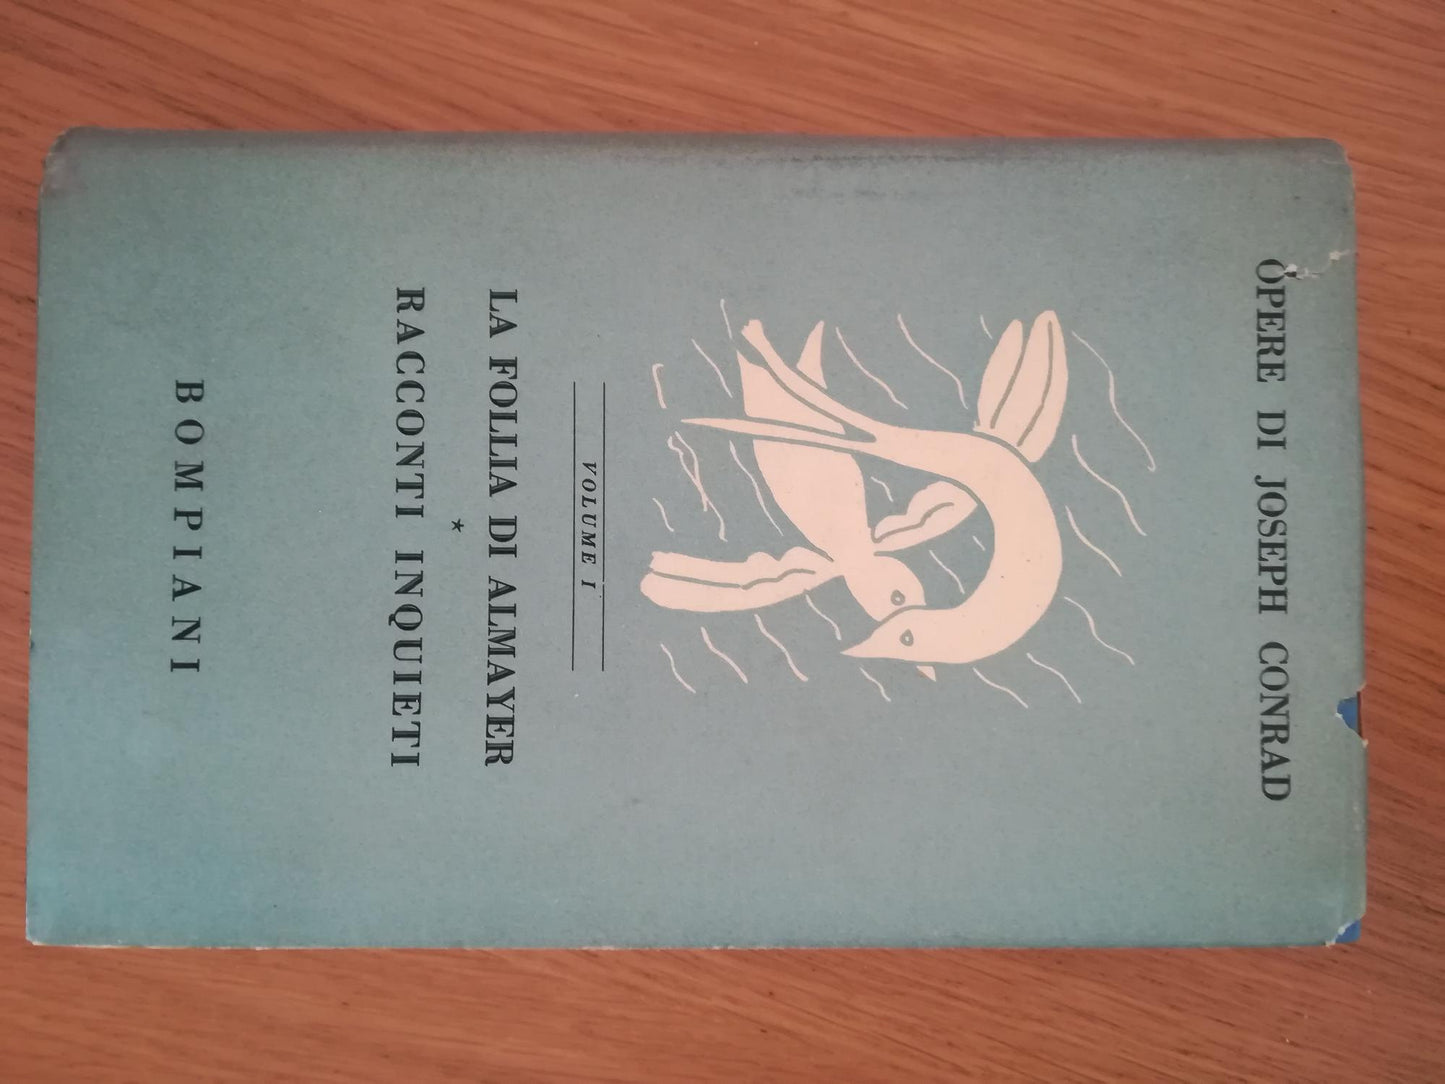 OPERE DI JOSEPH CONRAD
VOLUME I
LA FOLLIA DI ALMAYER
*
RACCONTI INQUIETI
BOMPIANI